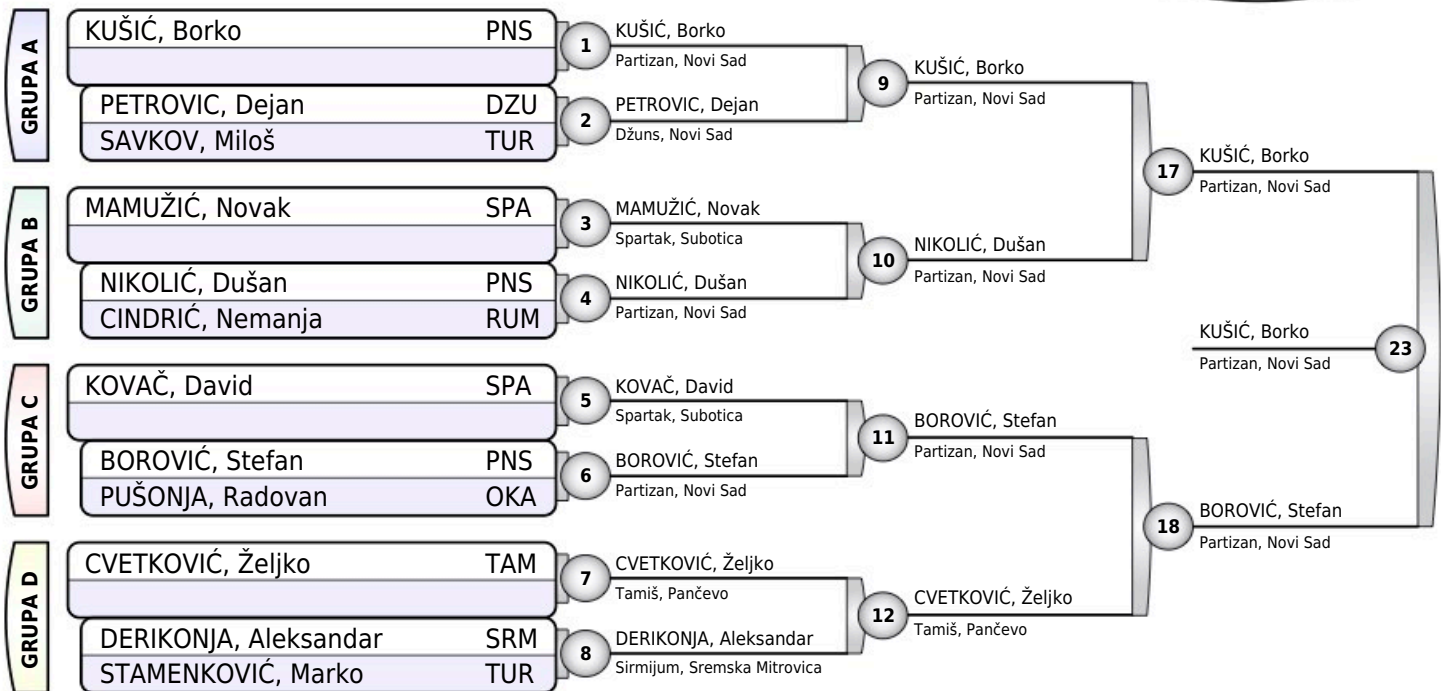 GRUPA A
KUŠIĆ, Borko PNS
PETROVIC, Dejan DZU
SAVKOV, Miloš TUR
GRUPA B
MAMUŽIĆ, Novak SPA
NIKOLIĆ, Dušan PNS
CINDRIĆ, Nemanja RUM
GRUPA C
KOVAČ, David SPA
BOROVIĆ, Stefan PNS
PUŠONJA, Radovan OKA
GRUPA D
CVETKOVIĆ, Željko TAM
DERIKONJA, Aleksandar SRM
STAMENKOVIĆ, Marko TUR
1
KUŠIĆ, Borko
Partizan, Novi Sad
2
PETROVIC, Dejan
Džuns, Novi Sad
3
MAMUŽIĆ, Novak
Spartak, Subotica
4
NIKOLIĆ, Dušan
Partizan, Novi Sad
5
KOVAČ, David
Spartak, Subotica
6
BOROVIĆ, Stefan
Partizan, Novi Sad
7
CVETKOVIĆ, Željko
Tamiš, Pančevo
8
DERIKONJA, Aleksandar
Sirmijum, Sremska Mitrovica
9
KUŠIĆ, Borko
Partizan, Novi Sad
10
NIKOLIĆ, Dušan
Partizan, Novi Sad
11
BOROVIĆ, Stefan
Partizan, Novi Sad
12
CVETKOVIĆ, Željko
Tamiš, Pančevo
17
KUŠIĆ, Borko
Partizan, Novi Sad
18
BOROVIĆ, Stefan
Partizan, Novi Sad
KUŠIĆ, Borko
Partizan, Novi Sad
23